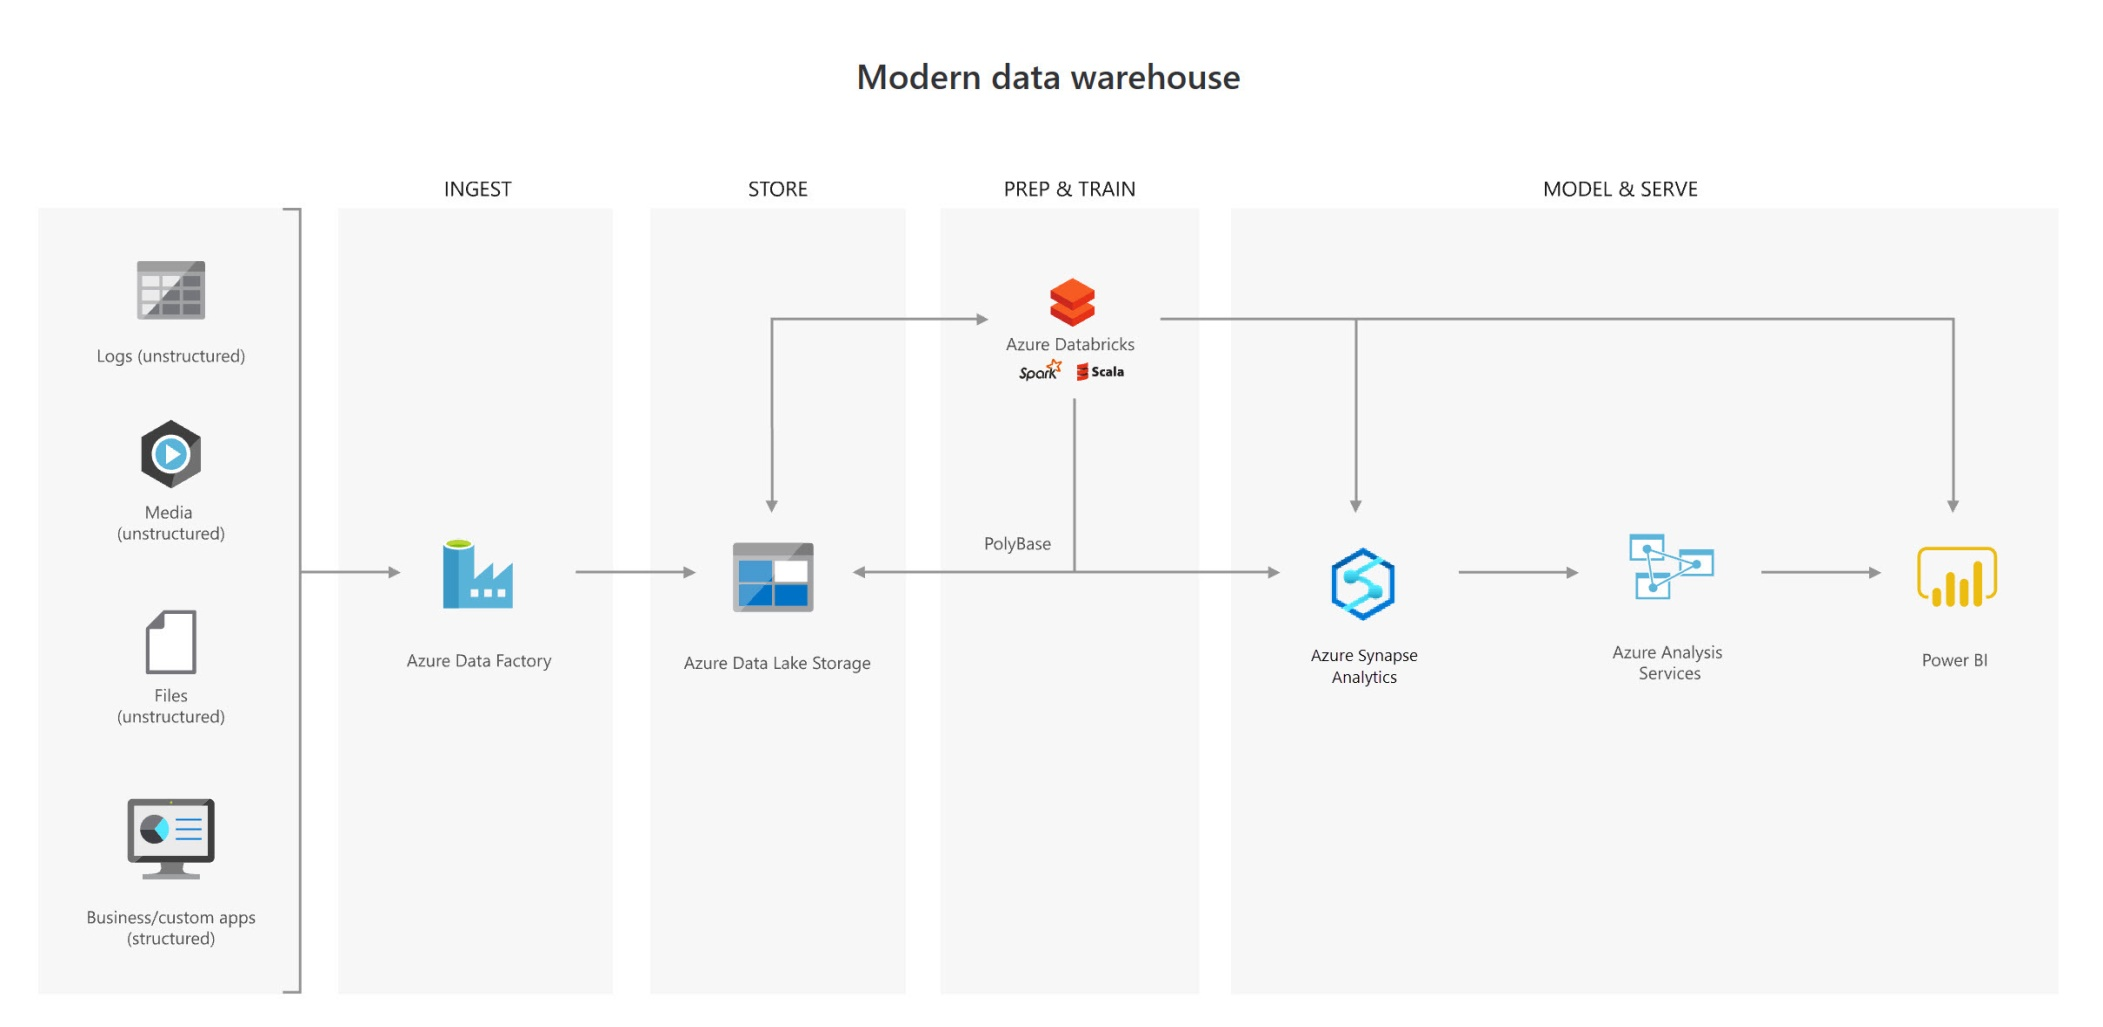 Modern data warehouse
INGEST
STORE
PREP & TRAIN
MODEL & SERVE
Logs (unstructured)
Media
(unstructured)
Files
(unstructured)
Business/custom apps
(structured)
Azure Data Factory
Azure Data Lake Storage
Azure Databricks
Spark Scala
PolyBase
Azure Synapse
Analytics
Azure Analysis
Services
Power BI